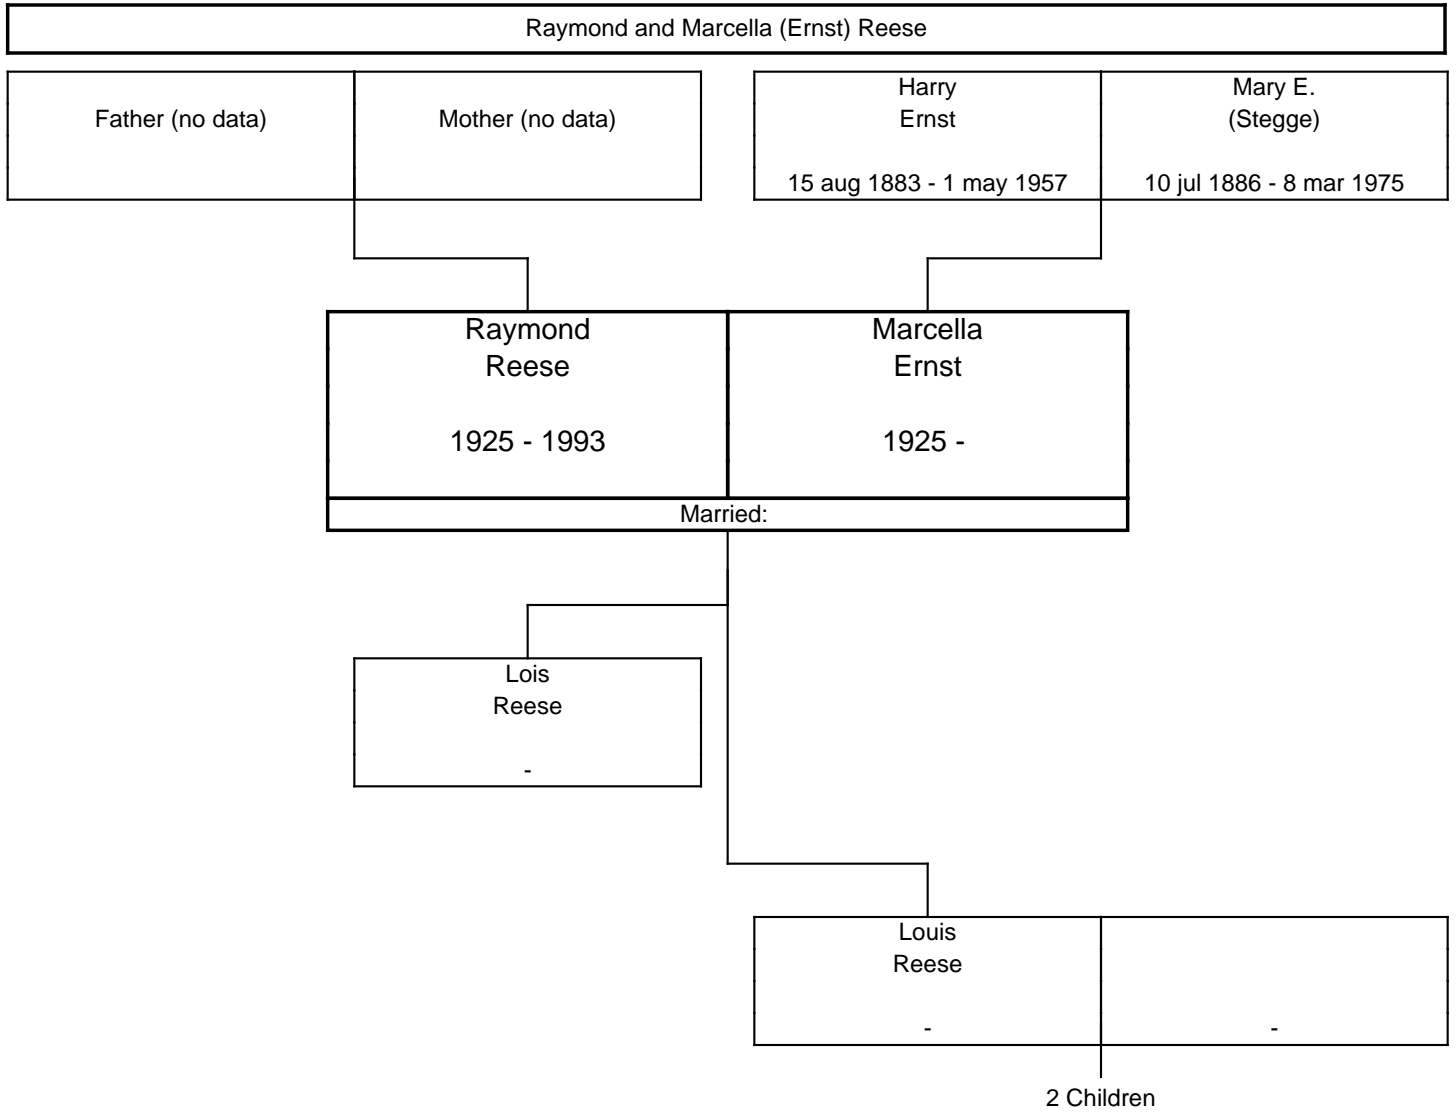 Raymond and Marcella (Ernst) Reese
Father (no data)
Mother (no data)
Harry
Ernst
15 aug 1883 - 1 may 1957
Mary E.
(Stegge)
10 jul 1886 - 8 mar 1975
Raymond
Reese
1925 - 1993
Marcella
Ernst
1925 -
Married:
Lois
Reese
-
Louis
Reese
-
-
2 Children